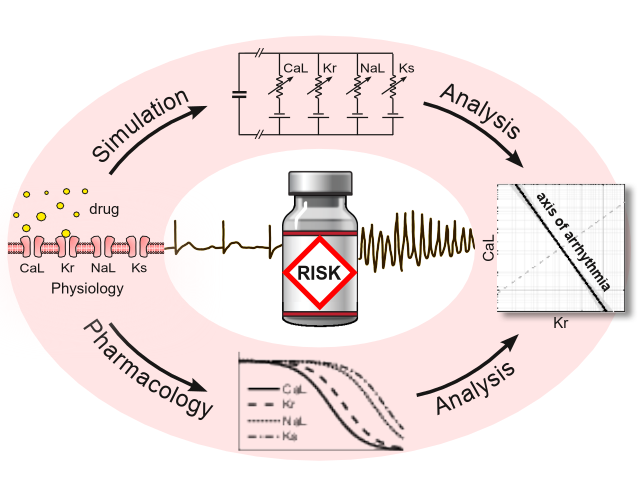 CaL Kr NaL Ks
Simulation
Analysis
drug
CaL Kr NaL Ks
Physiology
RISK
axis of arrhythmia
CaL
Kr
Pharmacology
CaL
Kr
NaL
Ks
Analysis